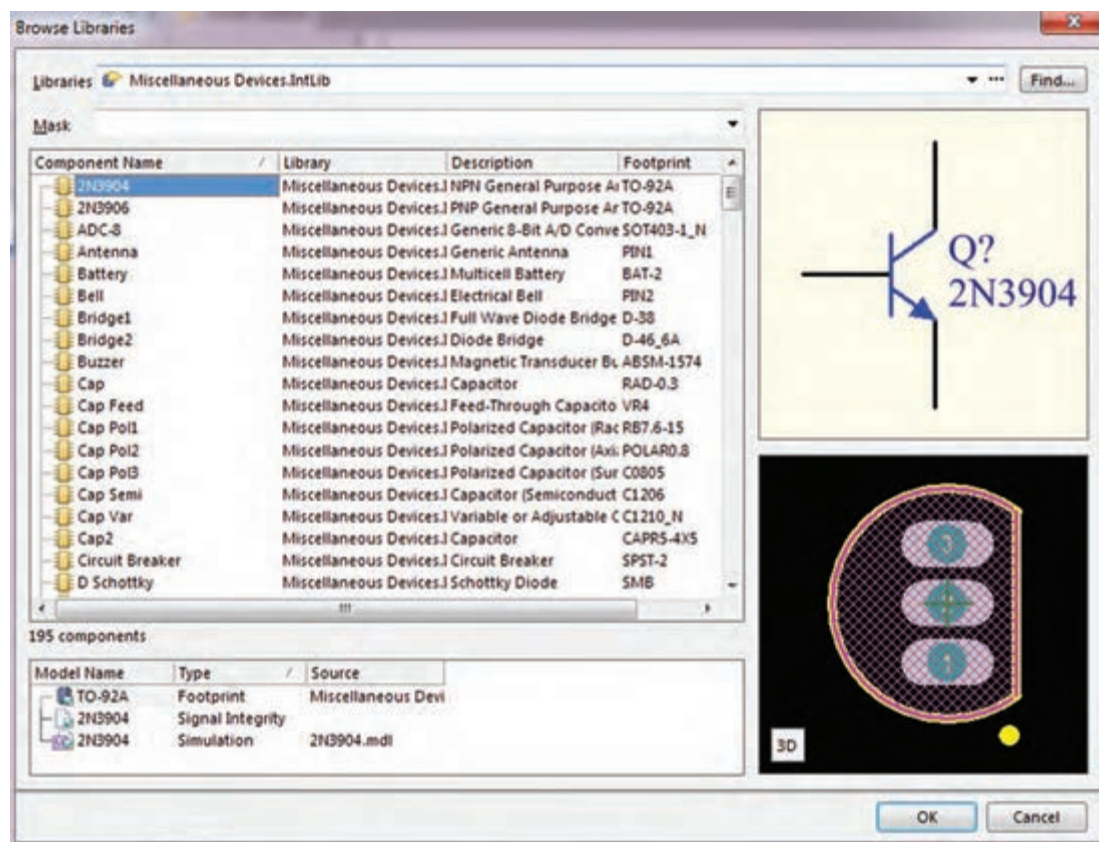 Browse Libraries
Libraries Miscellaneous Devices.IntLib ... Find...
Mask
Component Name / Library Description Footprint
2N3904 Miscellaneous Devices.I NPN General Purpose Ar TO-92A
2N3906 Miscellaneous Devices.I PNP General Purpose Ar TO-92A
ADC-8 Miscellaneous Devices.I Generic 8-Bit A/D Conve SOT403-1_N
Antenna Miscellaneous Devices.I Generic Antenna PIN1
Battery Miscellaneous Devices.I Multicell Battery BAT-2
Bell Miscellaneous Devices.I Electrical Bell PIN2
Bridge1 Miscellaneous Devices.I Full Wave Diode Bridge D-38
Bridge2 Miscellaneous Devices.I Diode Bridge D-46_6A
Buzzer Miscellaneous Devices.I Magnetic Transducer Bu ABSM-1574
Cap Miscellaneous Devices.I Capacitor RAD-0.3
Cap Feed Miscellaneous Devices.I Feed-Through Capacito VR4
Cap Pol1 Miscellaneous Devices.I Polarized Capacitor (Rac RB7.6-15
Cap Pol2 Miscellaneous Devices.I Polarized Capacitor (Axi POLAR0.8
Cap Pol3 Miscellaneous Devices.I Polarized Capacitor (Sur C0805
Cap Semi Miscellaneous Devices.I Capacitor (Semiconduct C1206
Cap Var Miscellaneous Devices.I Variable or Adjustable C C1210_N
Cap2 Miscellaneous Devices.I Capacitor CAPR5-4X5
Circuit Breaker Miscellaneous Devices.I Circuit Breaker SPST-2
D Schottky Miscellaneous Devices.I Schottky Diode SMB
195 components
Model Name Type / Source
TO-92A Footprint Miscellaneous Devi
2N3904 Signal Integrity
2N3904 Simulation 2N3904.mdl
Q?
2N3904
3
1
3D
OK Cancel